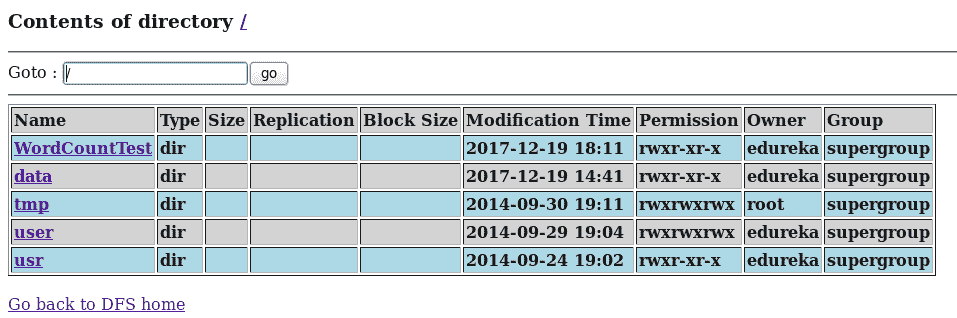 Contents of directory /
Goto : / go
Name Type Size Replication Block Size Modification Time Permission Owner Group
WordCountTest dir 2017-12-19 18:11 rwxr-xr-x edureka supergroup
data dir 2017-12-19 14:41 rwxr-xr-x edureka supergroup
tmp dir 2014-09-30 19:11 rwxrwxrwx root supergroup
user dir 2014-09-29 19:04 rwxrwxrwx edureka supergroup
usr dir 2014-09-24 19:02 rwxr-xr-x edureka supergroup
Go back to DFS home